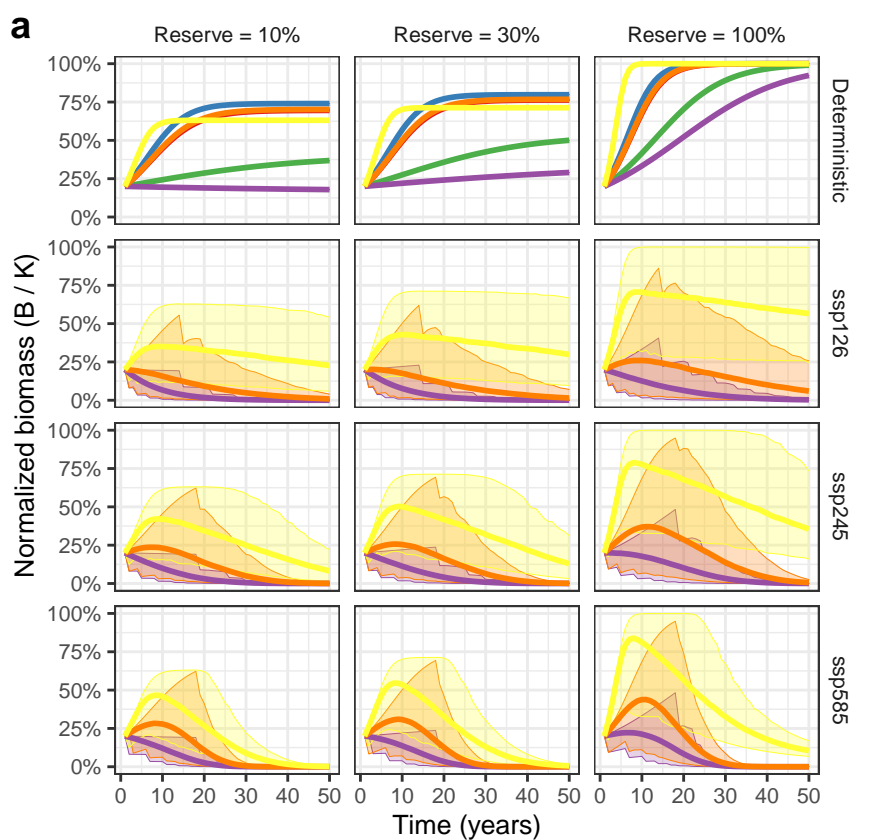 a
Reserve = 10% Reserve = 30% Reserve = 100%
100%
75%
50%
25%
0%
Deterministic
100%
75%
50%
25%
0%
ssp126
100%
75%
50%
25%
0%
ssp245
100%
75%
50%
25%
0%
ssp585
Normalized biomass (B / K)
0 10 20 30 40 50 0 10 20 30 40 50 0 10 20 30 40 50
Time (years)